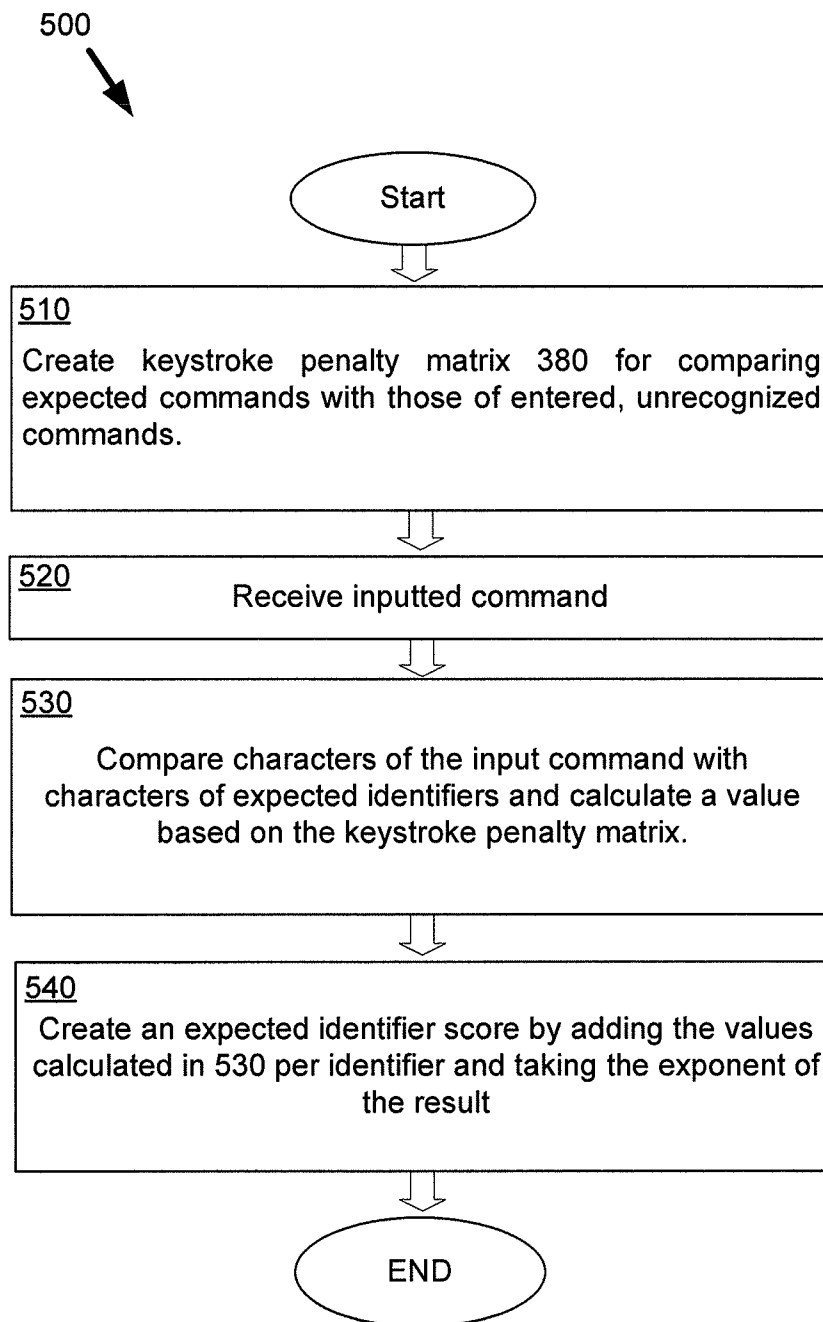 500
Start
510
Create keystroke penalty matrix 380 for comparing
expected commands with those of entered, unrecognized
commands.
520
Receive inputted command
530
Compare characters of the input command with
characters of expected identifiers and calculate a value
based on the keystroke penalty matrix.
540
Create an expected identifier score by adding the values
calculated in 530 per identifier and taking the exponent of
the result
END